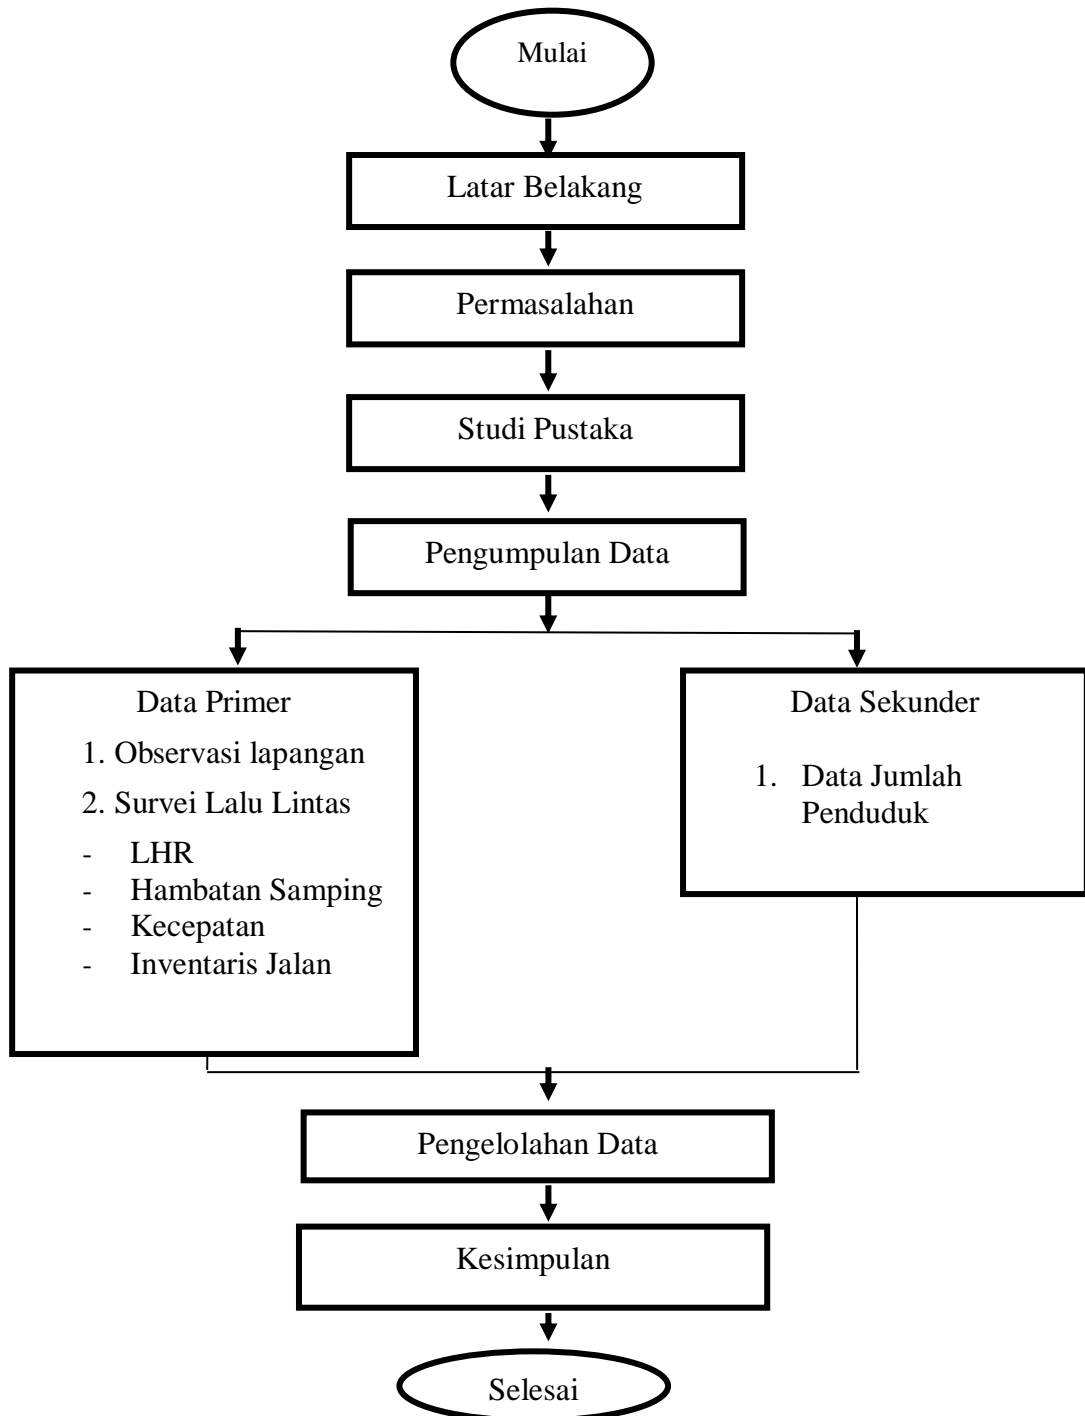 Mulai
Latar Belakang
Permasalahan
Studi Pustaka
Pengumpulan Data
Data Primer
1. Observasi lapangan
2. Survei Lalu Lintas
- LHR
- Hambatan Samping
- Kecepatan
- Inventaris Jalan
Data Sekunder
1. Data Jumlah
Penduduk
Pengelolahan Data
Kesimpulan
Selesai